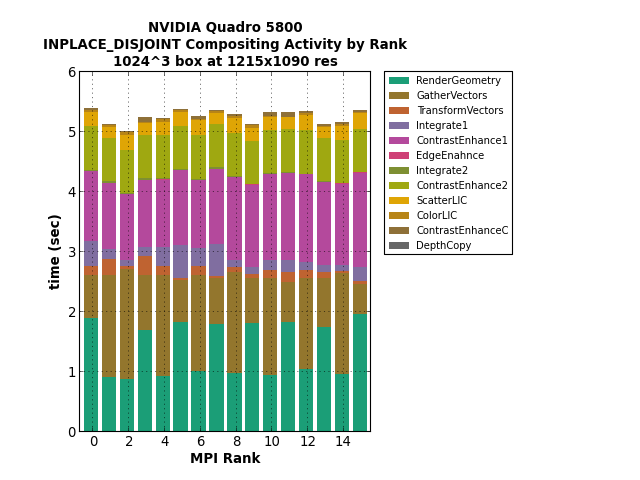 NVIDIA Quadro 5800
INPLACE_DISJOINT Compositing Activity by Rank
1024^3 box at 1215x1090 res
time (sec)
6
5
4
3
2
1
0
0 2 4 6 8 10 12 14
MPI Rank
RenderGeometry
GatherVectors
TransformVectors
Integrate1
ContrastEnhance1
EdgeEnahnce
Integrate2
ContrastEnhance2
ScatterLIC
ColorLIC
ContrastEnhanceC
DepthCopy